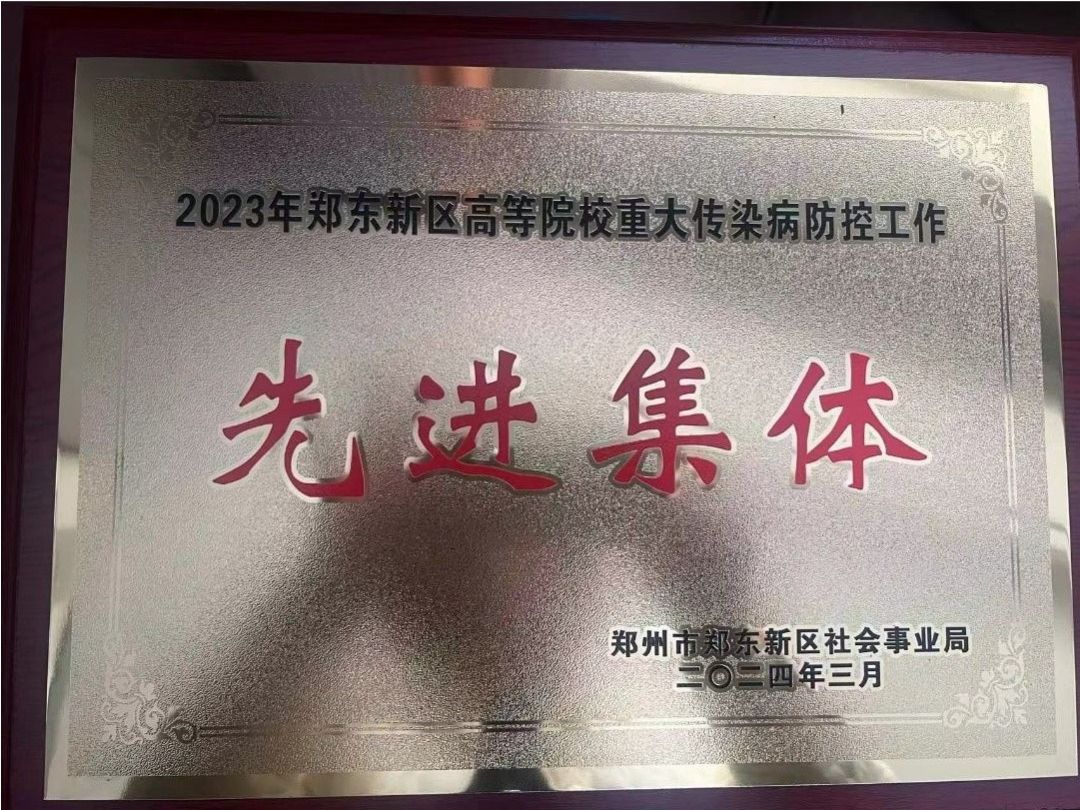 2023年郑东新区高等院校重大传染病防控工作
先进集体
郑州市郑东新区社会事业局
二〇二四年三月